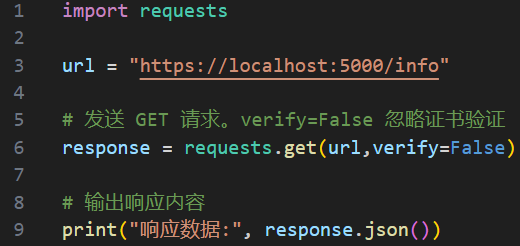 1 import requests
2
3 url = "https://localhost:5000/info"
4
5 # 发送 GET 请求。verify=False 忽略证书验证
6 response = requests.get(url,verify=False)
7
8 # 输出响应内容
9 print("响应数据:", response.json())